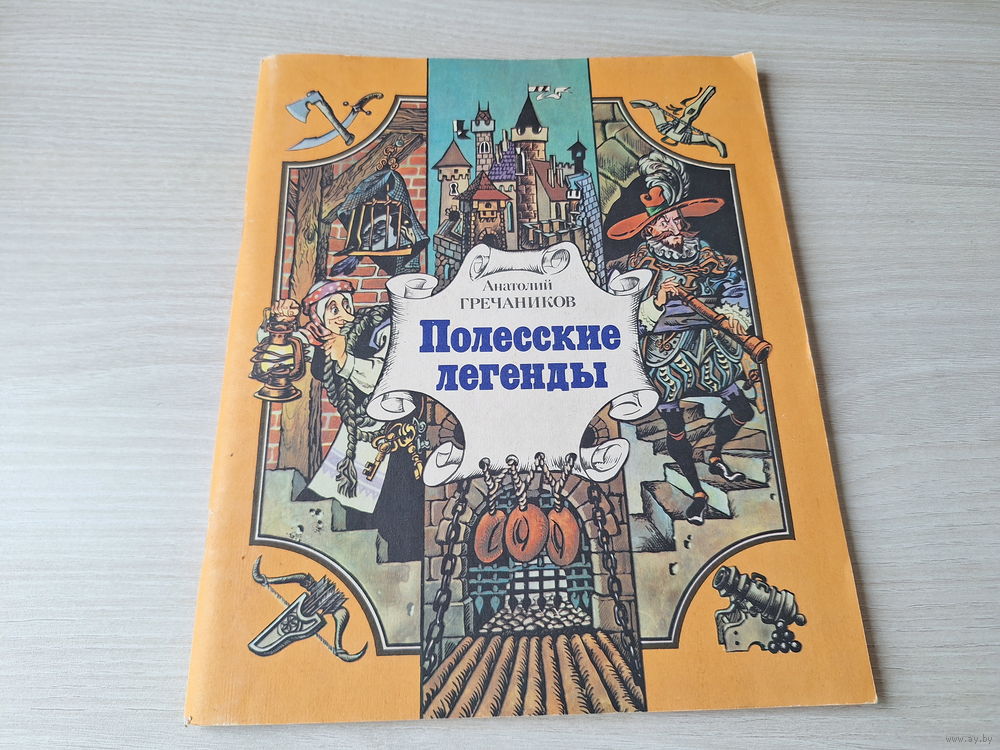 Анатолий
ГРЕЧАНИКОВ
Полесские
легенды
www.ay.by